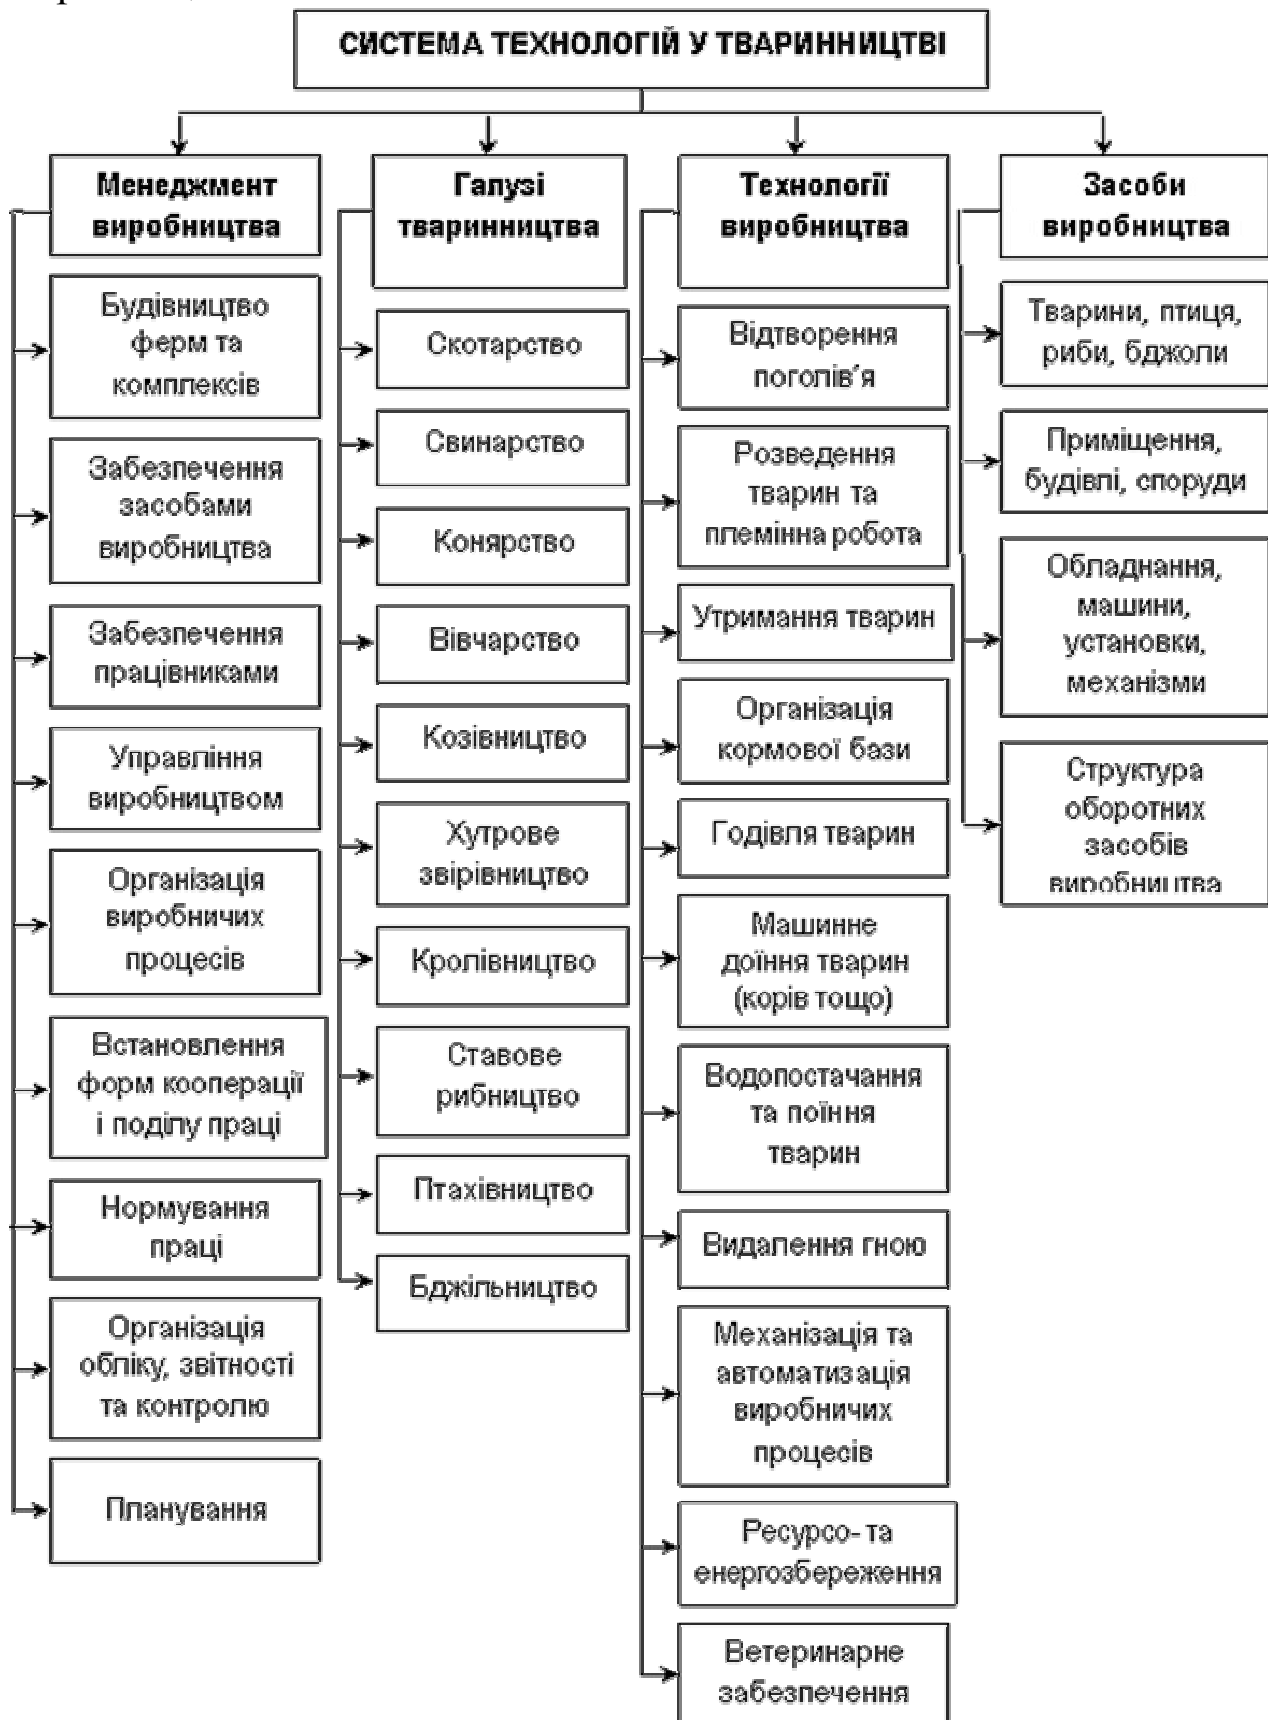 СИСТЕМА ТЕХНОЛОГІЙ У ТВАРИННИЦТВІ
Менеджмент
виробництва
Будівництво
ферм та
комплексів
Забезпечення
засобами
виробництва
Забезпечення
працівниками
Управління
виробництвом
Організація
виробничих
процесів
Встановлення
форм кооперації
і поділу праці
Нормування
праці
Організація
обліку, звітності
та контролю
Планування
Галузі
тваринництва
Скотарство
Свинарство
Конярство
Вівчарство
Козівництво
Хутрове
звірівництво
Кролівництво
Ставове
рибництво
Птахівництво
Бджільництво
Технології
виробництва
Відтворення
поголів´я
Розведення
тварин та
племінна робота
Утримання тварин
Організація
кормової бази
Годівля тварин
Машинне
доїння тварин
(корів тощо)
Водопостачання
та поїння
тварин
Видалення гною
Механізація та
автоматизація
виробничих
процесів
Ресурсо- та
енергозбереження
Ветеринарне
забезпечення
Засоби
виробництва
Тварини, птиця,
риби, бджоли
Приміщення,
будівлі, споруди
Обладнання,
машини,
установки,
механізми
Структура
оборотних
засобів
виробництва